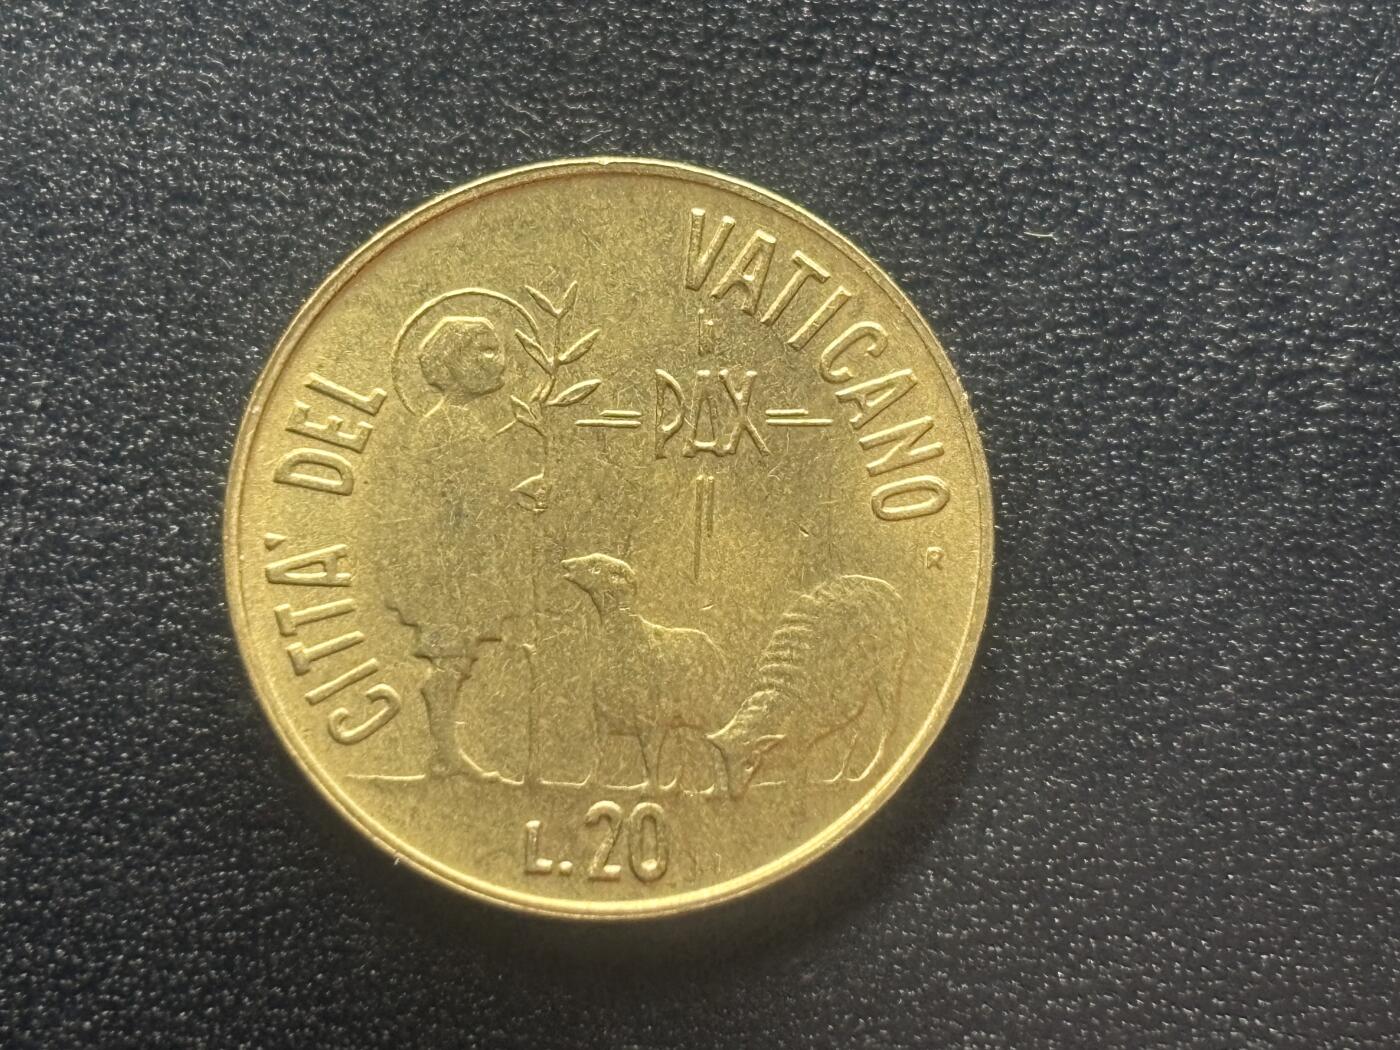 CITTA' DEL VATICANO
PAX
R
L.20